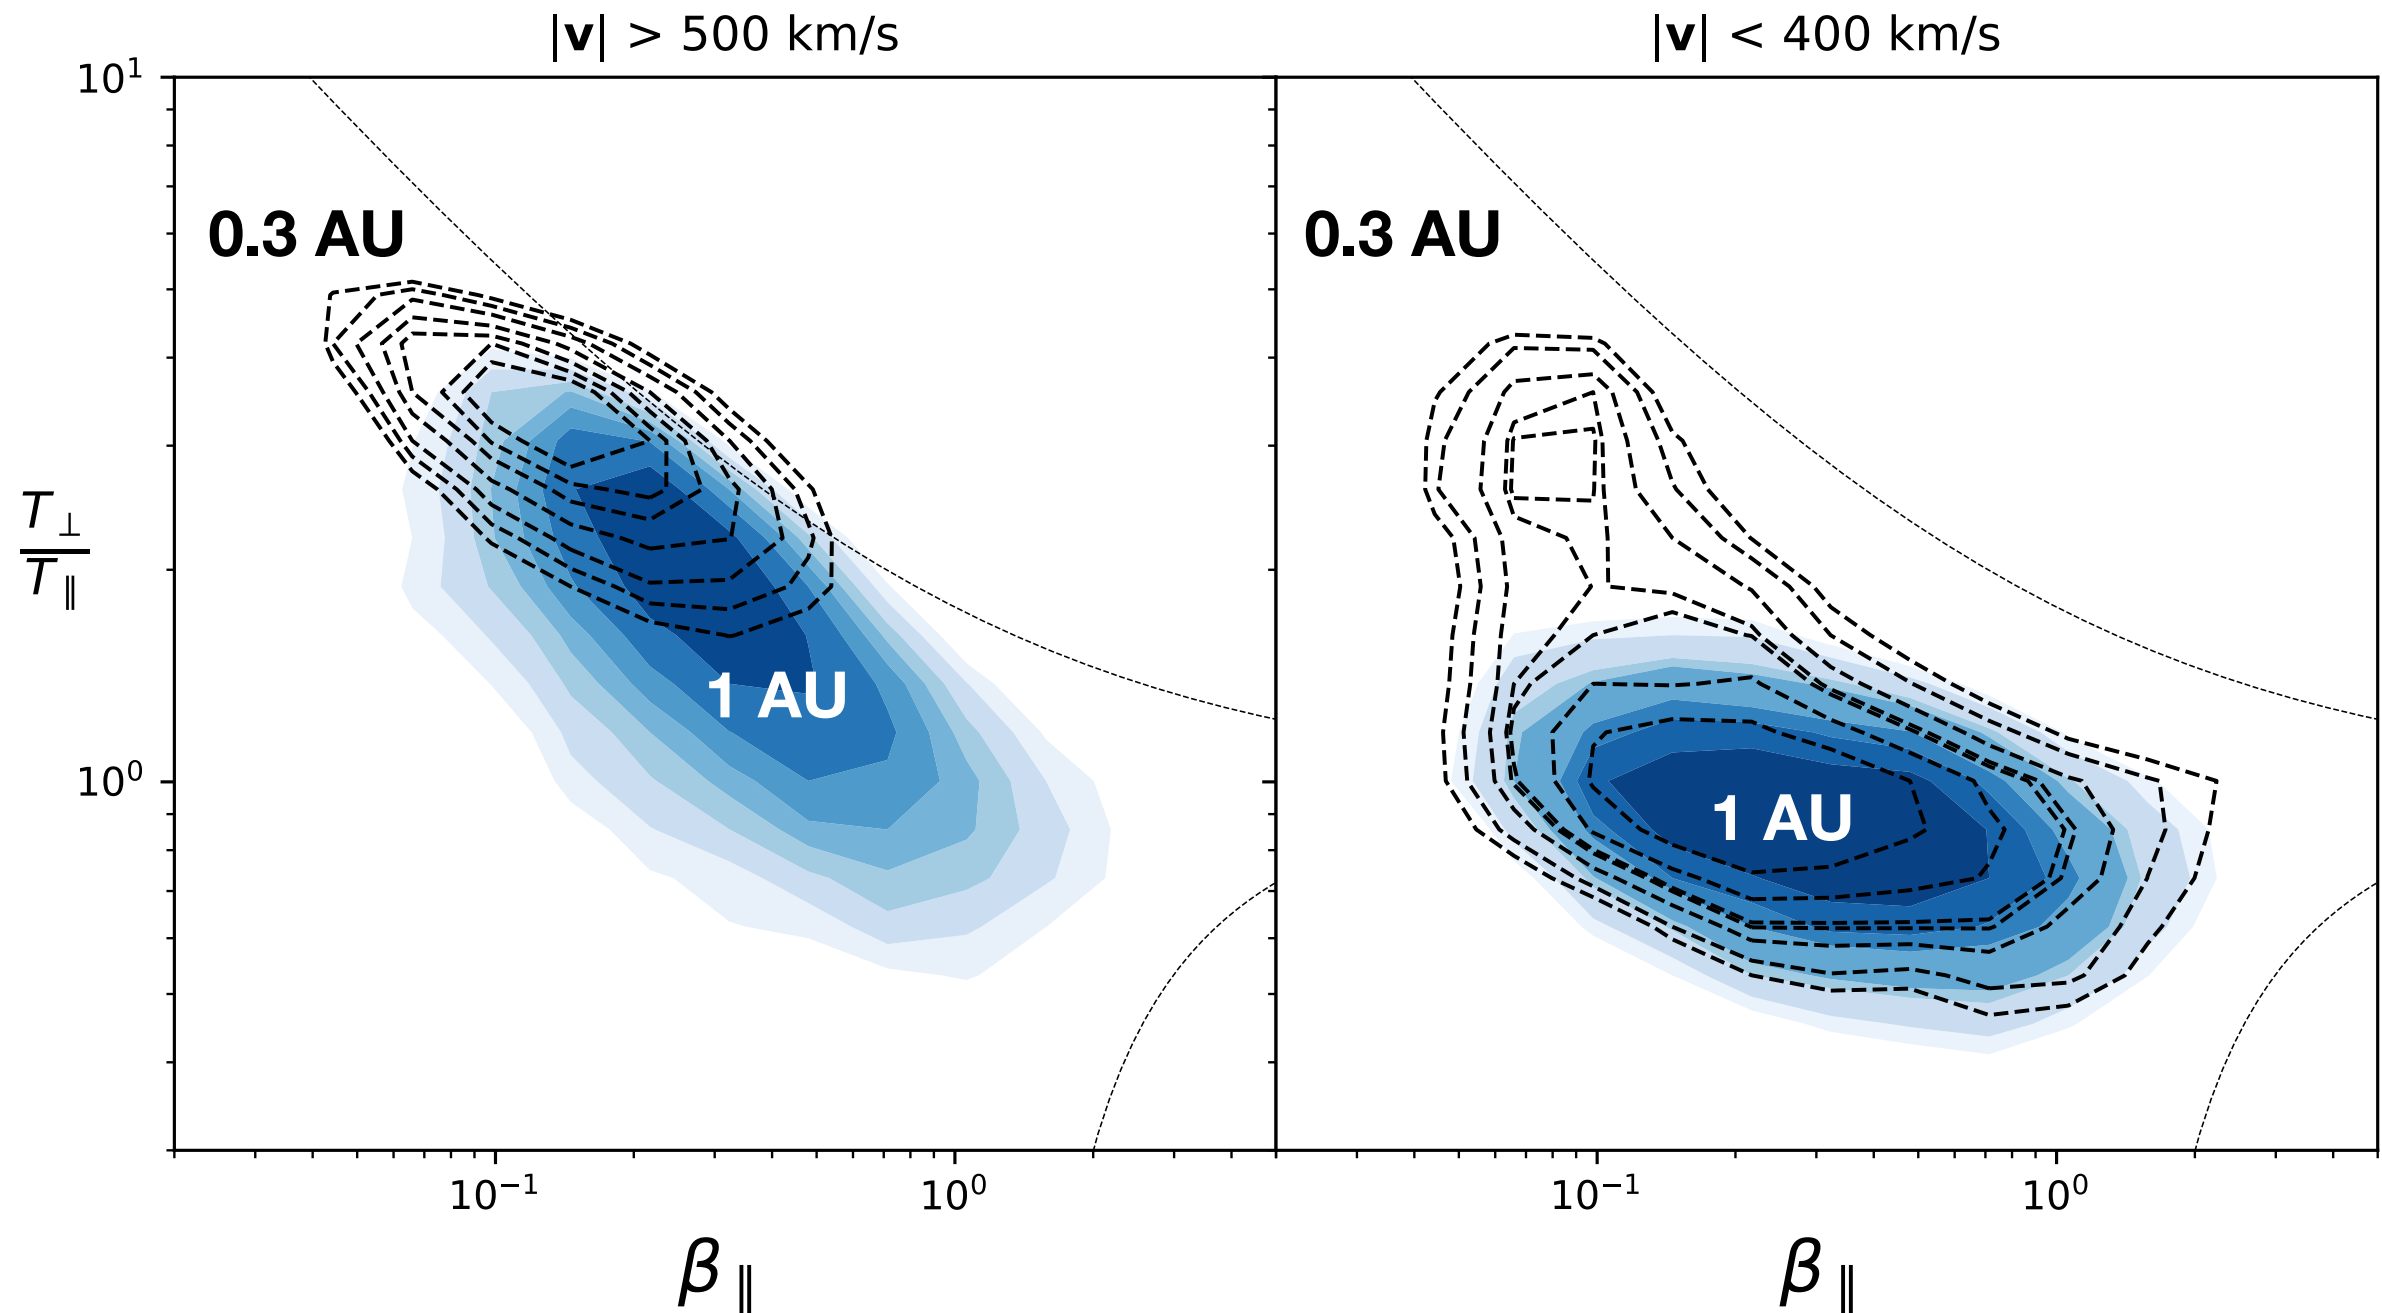 |v| > 500 km/s
|v| < 400 km/s
10¹
0.3 AU
0.3 AU
T⊥
T∥
1 AU
10⁰
1 AU
10⁻¹
10⁰
10⁻¹
10⁰
β∥
β∥